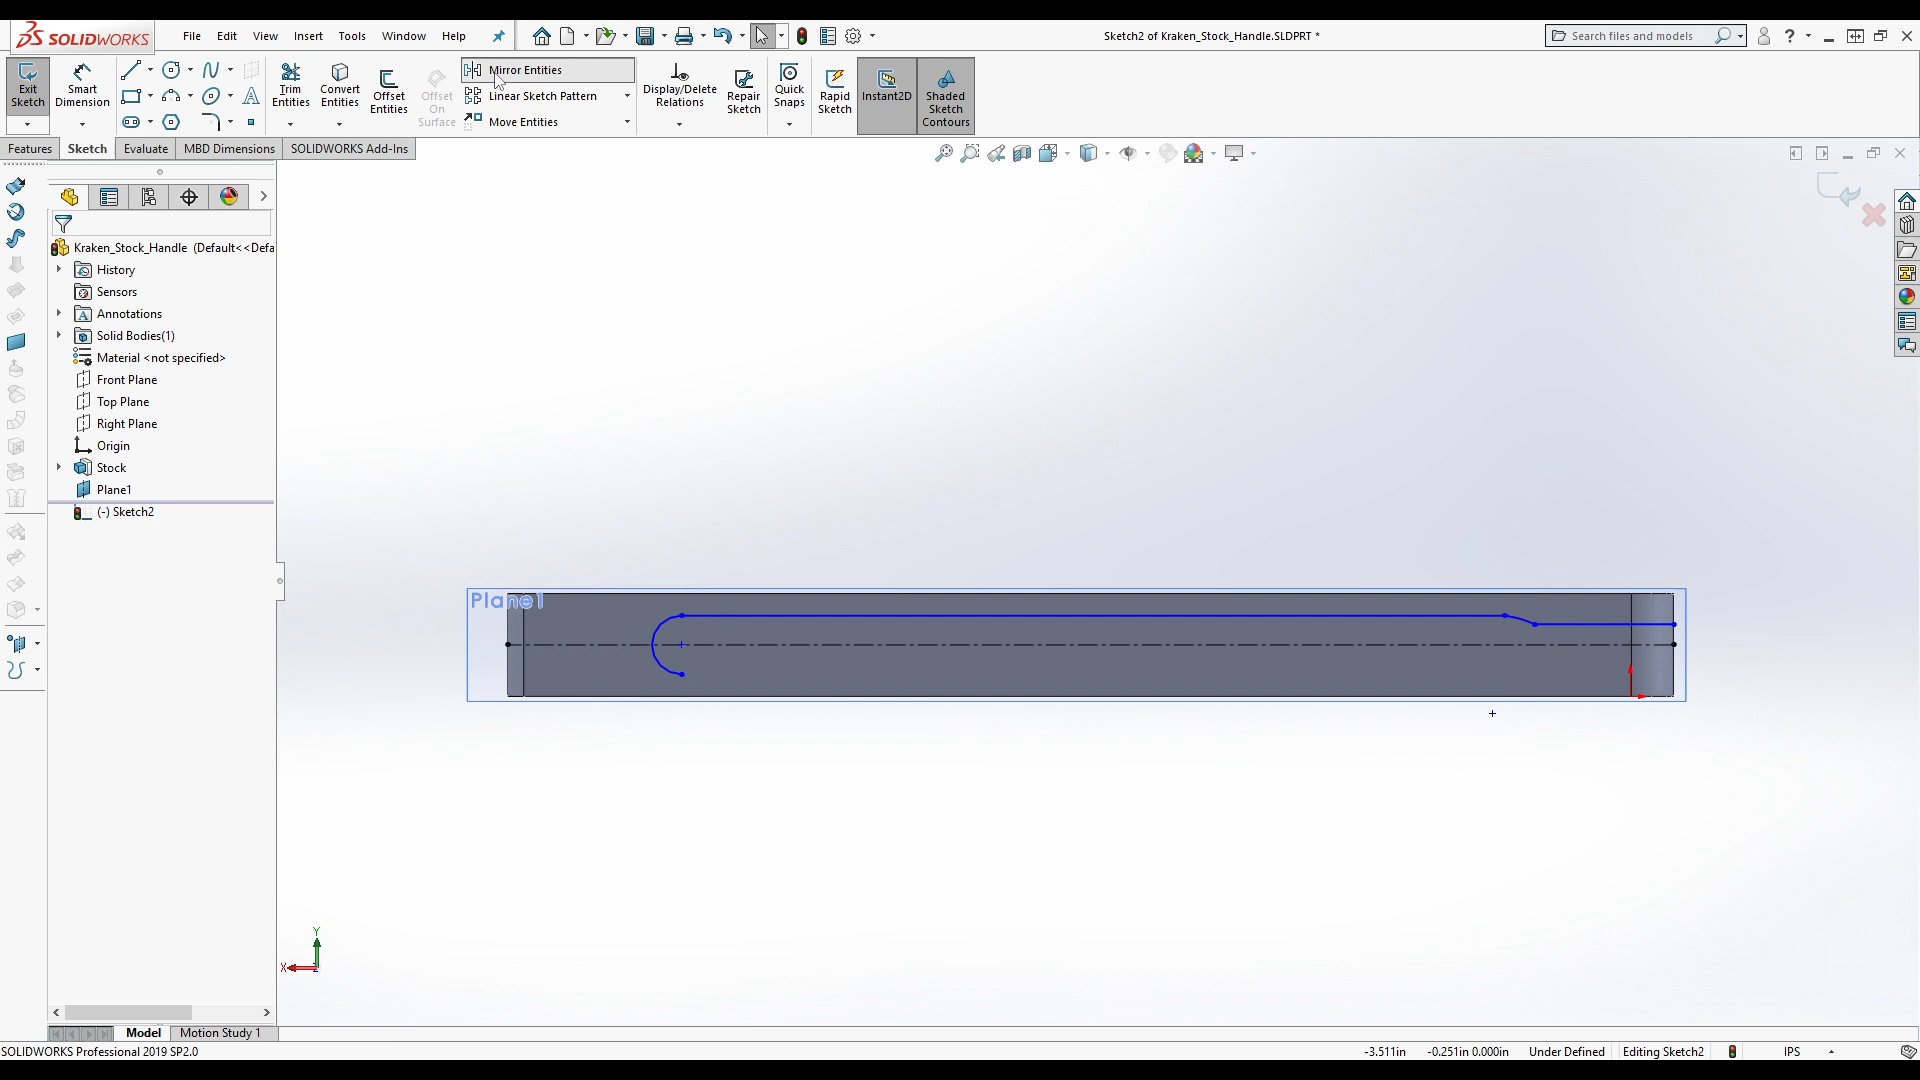 SOLIDWORKS
File Edit View Insert Tools Window Help
Sketch2 of Kraken_Stock_Handle.SLDPRT *
Search files and models
Exit Sketch
Smart Dimension
Trim Entities
Convert Entities
Offset Entities
Offset On Surface
Mirror Entities
Linear Sketch Pattern
Move Entities
Display/Delete Relations
Repair Sketch
Quick Snaps
Rapid Sketch
Instant2D
Shaded Sketch Contours
Features Sketch Evaluate MBD Dimensions SOLIDWORKS Add-Ins
Kraken_Stock_Handle (Default<<Defa
History
Sensors
Annotations
Solid Bodies(1)
Material <not specified>
Front Plane
Top Plane
Right Plane
Origin
Stock
Plane1
(-) Sketch2
Plane1
Y
X
Z
Model Motion Study 1
SOLIDWORKS Professional 2019 SP2.0
-3.511in -0.251in 0.000in Under Defined Editing Sketch2 IPS